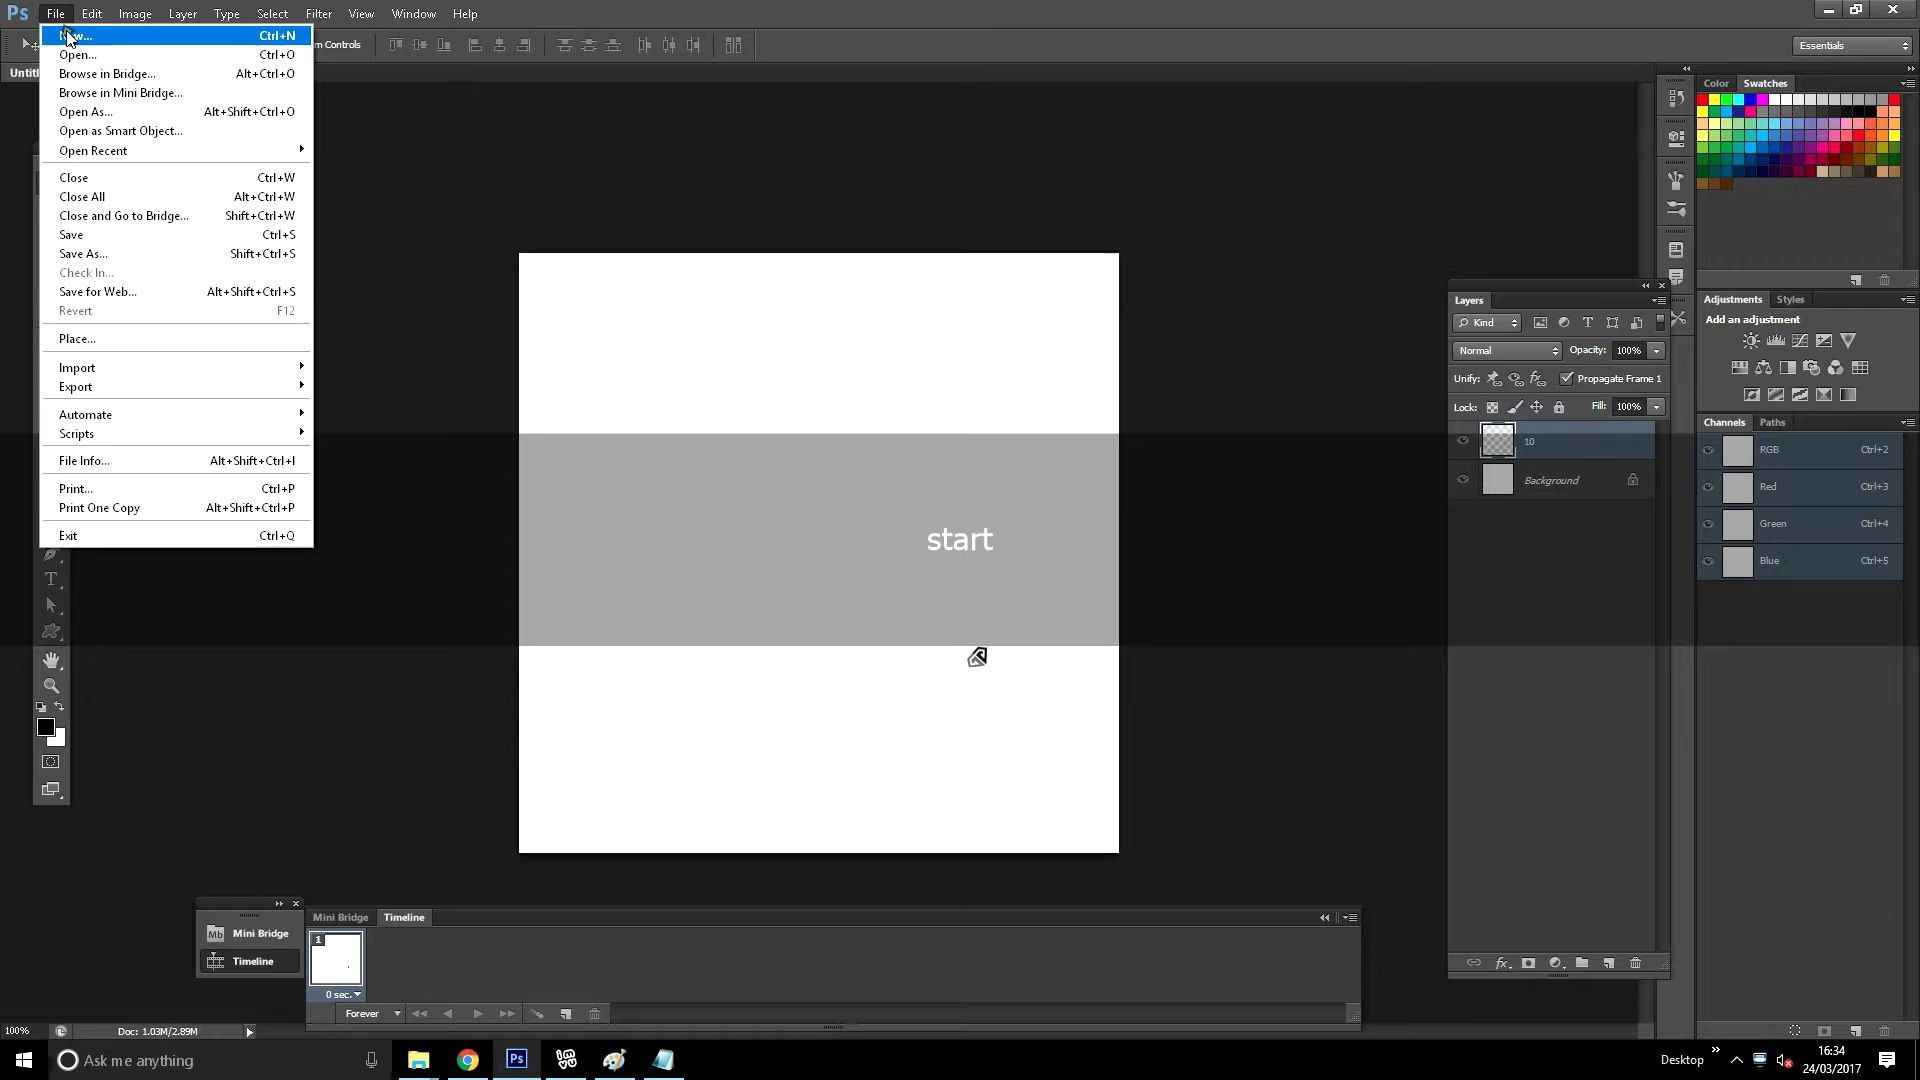 Ps File Edit Image Layer Type Select Filter View Window Help
Ctrl+N
m Controls
Essentials
Open... Ctrl+O
Browse in Bridge... Alt+Ctrl+O
Browse in Mini Bridge...
Open As... Alt+Shift+Ctrl+O
Open as Smart Object...
Open Recent
Close Ctrl+W
Close All Alt+Ctrl+W
Close and Go to Bridge... Shift+Ctrl+W
Save Ctrl+S
Save As... Shift+Ctrl+S
Check In...
Save for Web... Alt+Shift+Ctrl+S
Revert F12
Place...
Import
Export
Automate
Scripts
File Info... Alt+Shift+Ctrl+I
Print... Ctrl+P
Print One Copy Alt+Shift+Ctrl+P
Exit Ctrl+Q
Untitl
start
Color Swatches
Adjustments Styles
Add an adjustment
Layers
Kind
Normal Opacity: 100%
Unify: Propagate Frame 1
Lock: Fill: 100%
10
Background
Channels Paths
RGB Ctrl+2
Red Ctrl+3
Green Ctrl+4
Blue Ctrl+5
Mb Mini Bridge
Timeline
Mini Bridge Timeline
1
0 sec.
Forever
100% Doc: 1.03M/2.89M
Ask me anything
Ps
Desktop
16:34
24/03/2017